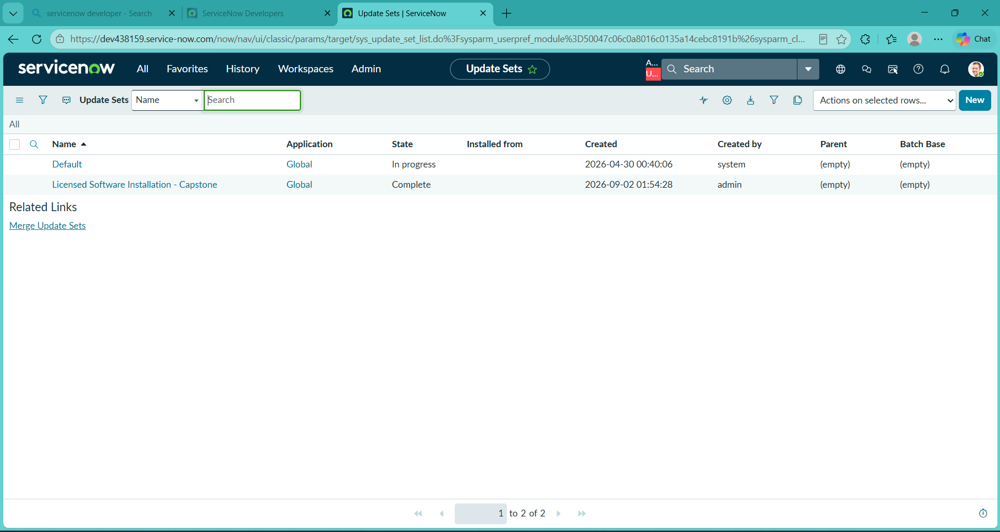 servicenow developer - Search
ServiceNow Developers
Update Sets | ServiceNow
https://dev438159.service-now.com/now/nav/ui/classic/params/target/sys_update_set_list.do%3Fsysparm_userpref_module%3D50047c06c0a8016c0135a14cebc8191b%26sysparm_cl...
Chat
servicenow All Favorites History Workspaces Admin Update Sets A... U... Search
Update Sets Name Search Actions on selected rows... New
All
Name Application State Installed from Created Created by Parent Batch Base
Default Global In progress 2026-04-30 00:40:06 system (empty) (empty)
Licensed Software Installation - Capstone Global Complete 2026-09-02 01:54:28 admin (empty) (empty)
Related Links
Merge Update Sets
1 to 2 of 2